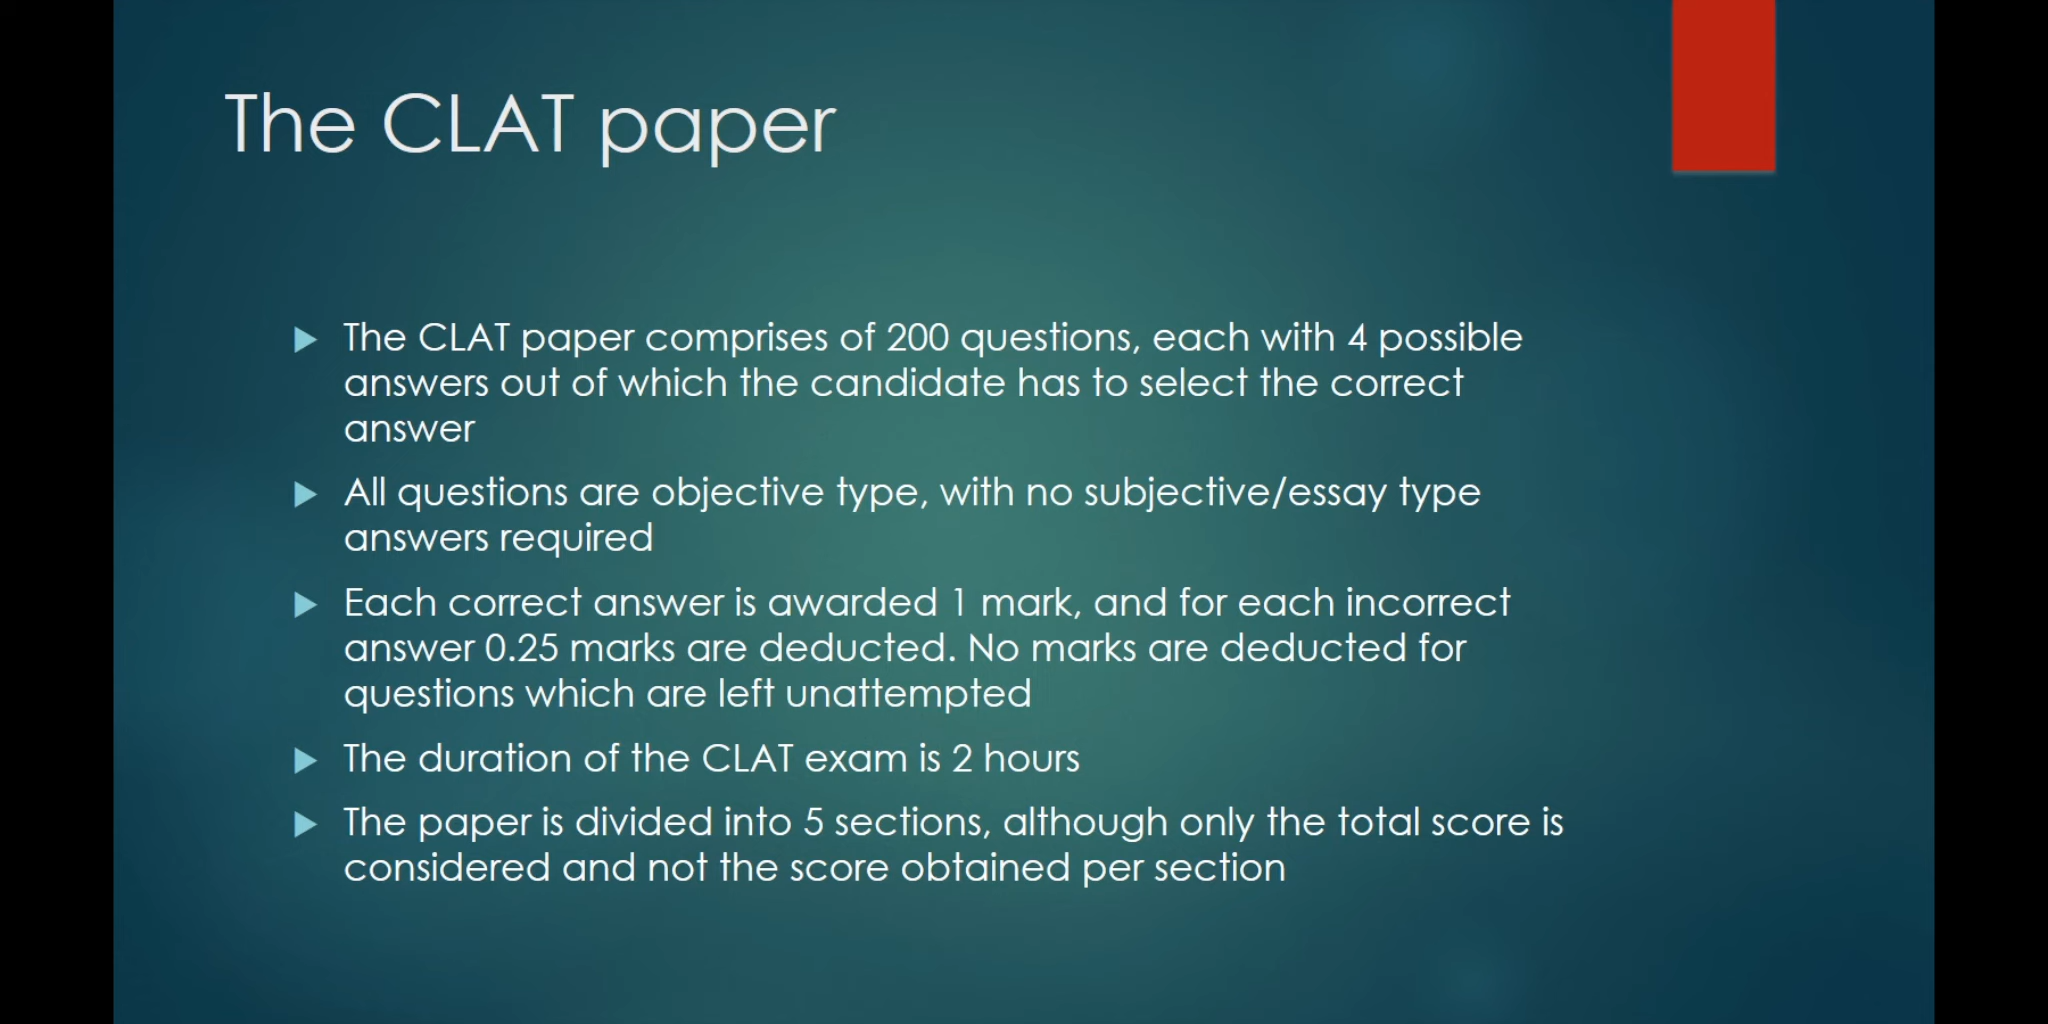 The CLAT paper
The CLAT paper comprises of 200 questions, each with 4 possible
answers out of which the candidate has to select the correct
answer
All questions are objective type, with no subjective/essay type
answers required
Each correct answer is awarded 1 mark, and for each incorrect
answer 0.25 marks are deducted. No marks are deducted for
questions which are left unattempted
The duration of the CLAT exam is 2 hours
The paper is divided into 5 sections, although only the total score is
considered and not the score obtained per section